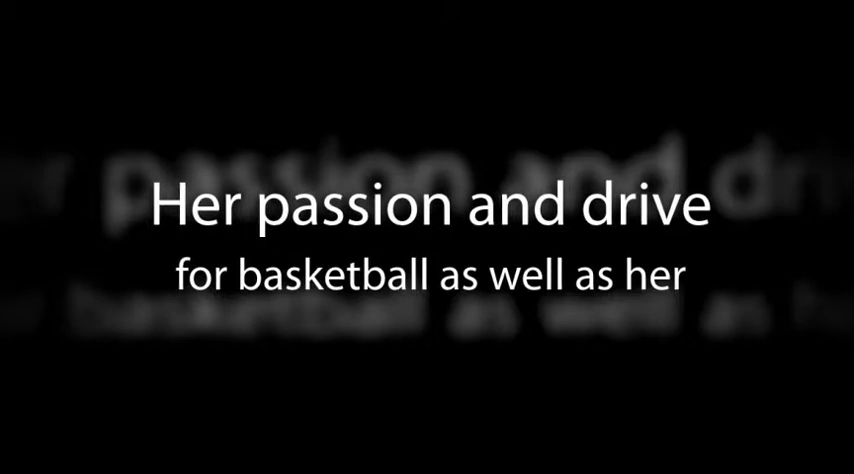 Her passion and drive
for basketball as well as her